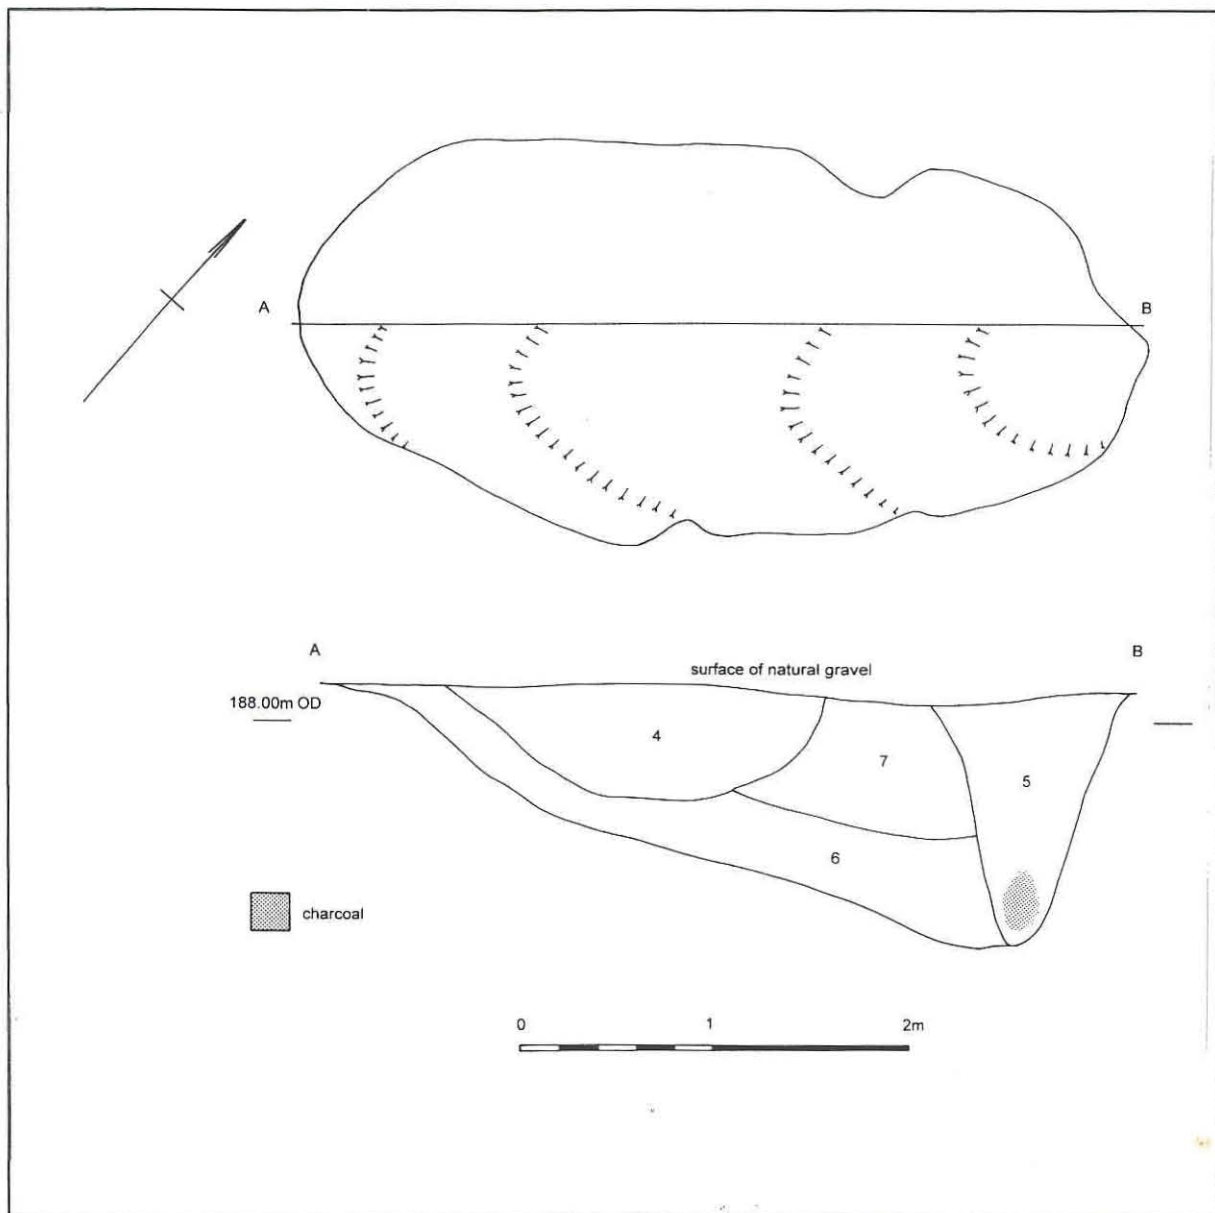 A B
A B
surface of natural gravel
188.00m OD
4
7
5
6
charcoal
0 1 2m